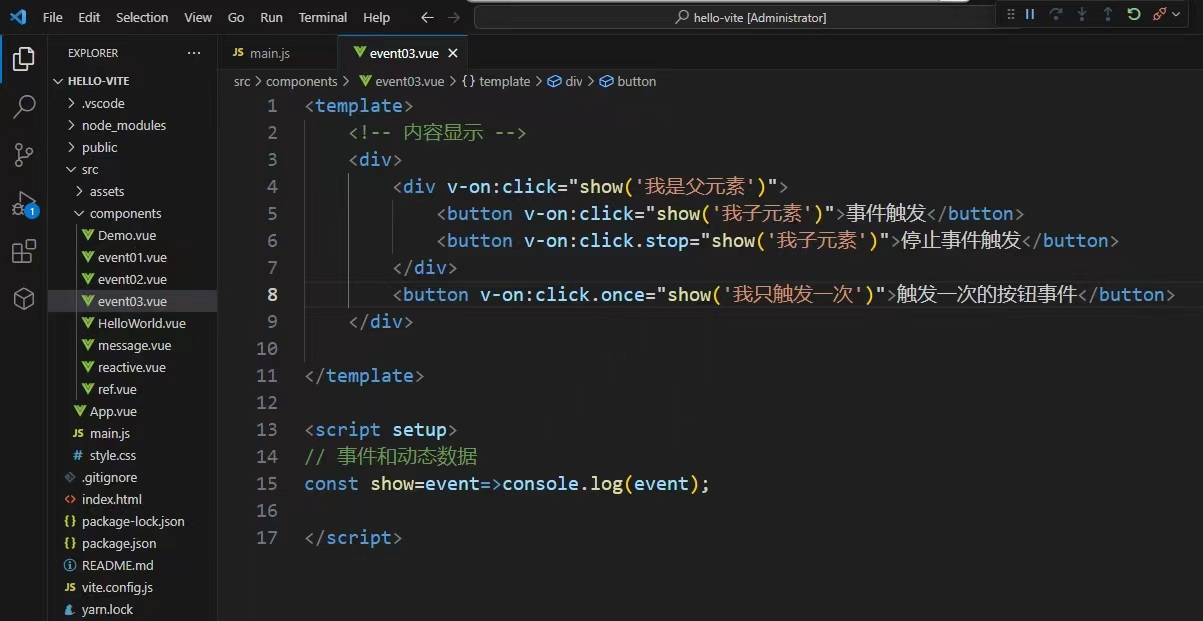 File Edit Selection View Go Run Terminal Help
hello-vite [Administrator]
EXPLORER
HELLO-VITE
.vscode
node_modules
public
src
assets
components
Demo.vue
event01.vue
event02.vue
event03.vue
HelloWorld.vue
message.vue
reactive.vue
ref.vue
App.vue
JS main.js
# style.css
.gitignore
<> index.html
{} package-lock.json
{} package.json
README.md
JS vite.config.js
yarn.lock
1
JS main.js
event03.vue
src > components > event03.vue > {} template > div > button
1 <template>
2 <!-- 内容显示 -->
3 <div>
4 <div v-on:click="show('我是父元素')">
5 <button v-on:click="show('我子元素')">事件触发</button>
6 <button v-on:click.stop="show('我子元素')">停止事件触发</button>
7 </div>
8 <button v-on:click.once="show('我只触发一次')">触发一次的按钮事件</button>
9 </div>
10
11 </template>
12
13 <script setup>
14 // 事件和动态数据
15 const show=event=>console.log(event);
16
17 </script>